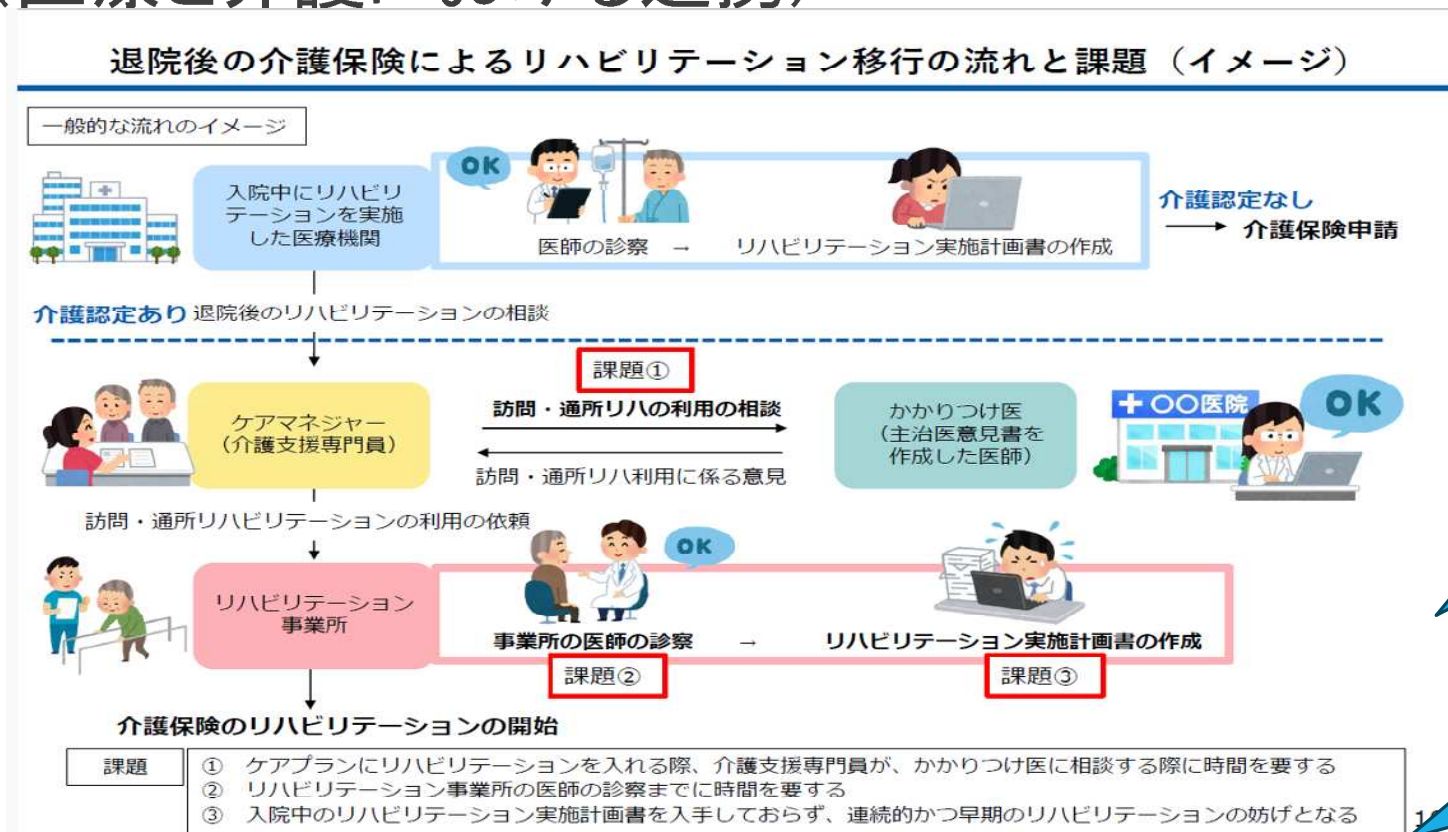 退院後の介護保険によるリハビリテーション移行の流れと課題（イメージ）
一般的な流れのイメージ
入院中にリハビリ
テーションを実施
した医療機関
OK
医師の診察 → リハビリテーション実施計画書の作成
介護認定なし
→ 介護保険申請
介護認定あり 退院後のリハビリテーションの相談
課題①
ケアマネジャー
（介護支援専門員）
訪問・通所リハの利用の相談
訪問・通所リハ利用に係る意見
かかりつけ医
（主治医意見書を
作成した医師）
〇〇医院
OK
訪問・通所リハビリテーションの利用の依頼
リハビリテーション
事業所
OK
事業所の医師の診察 → リハビリテーション実施計画書の作成
課題②
課題③
介護保険のリハビリテーションの開始
課題
① ケアプランにリハビリテーションを入れる際、介護支援専門員が、かかりつけ医に相談する際に時間を要する
② リハビリテーション事業所の医師の診察までに時間を要する
③ 入院中のリハビリテーション実施計画書を入手しておらず、連続的かつ早期のリハビリテーションの妨げとなる